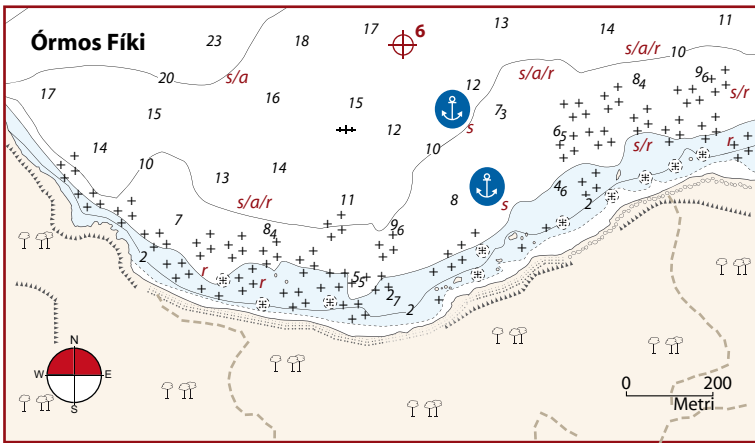 Órmos Fíki
17
6
13
14
11
23
18
s/a/r
10
20
s/a
s/a/r
17
16
12
8₄
9₆
s/r
15
15
7₃
12
s
10
6₅
r
s/r
14
10
13
14
4₆
8
s
2
s/a/r
11
7
8₄
9₆
2
r
r
5₅
2₇
2
N
W
E
S
0
200
Metri